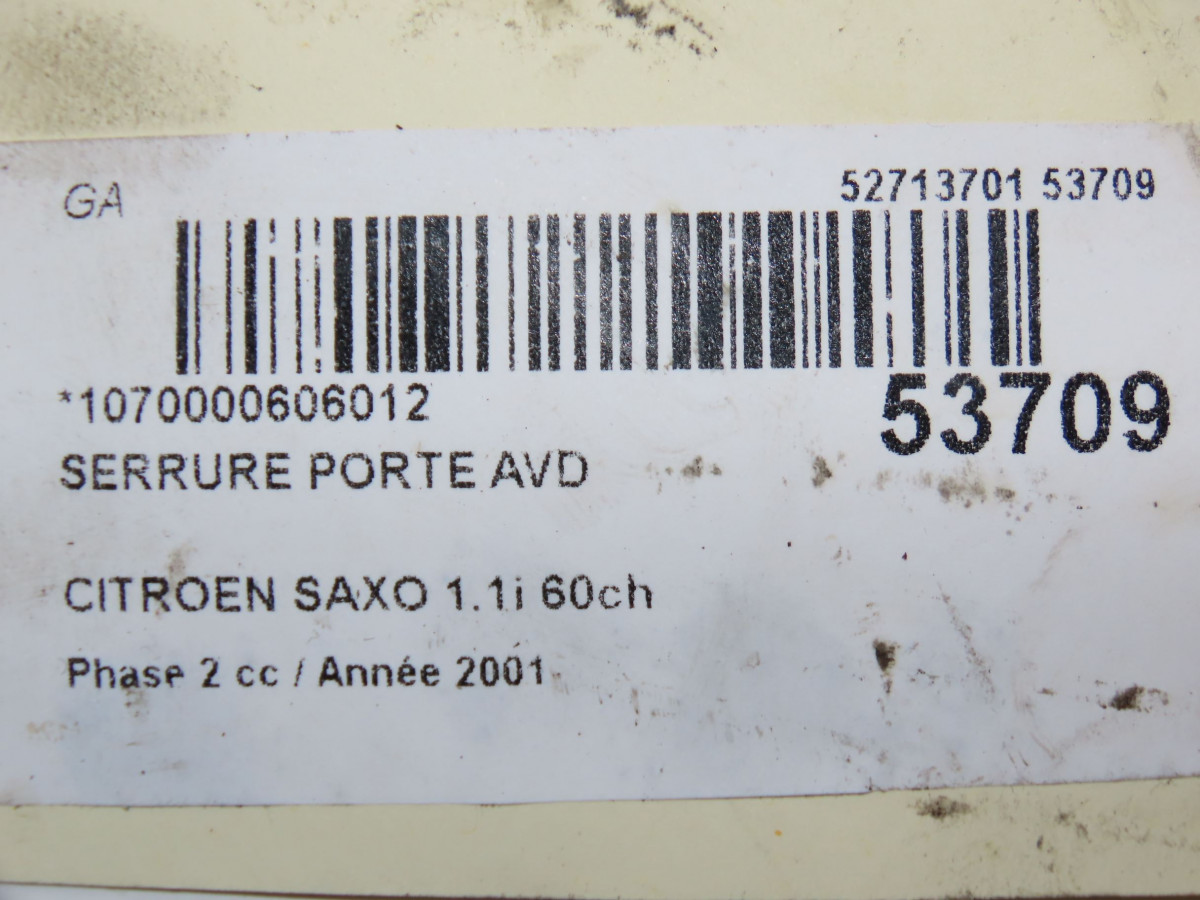 GA
52713701 53709
*1070000606012
53709
SERRURE PORTE AVD
CITROEN SAXO 1.1i 60ch
Phase 2 cc / Année 2001